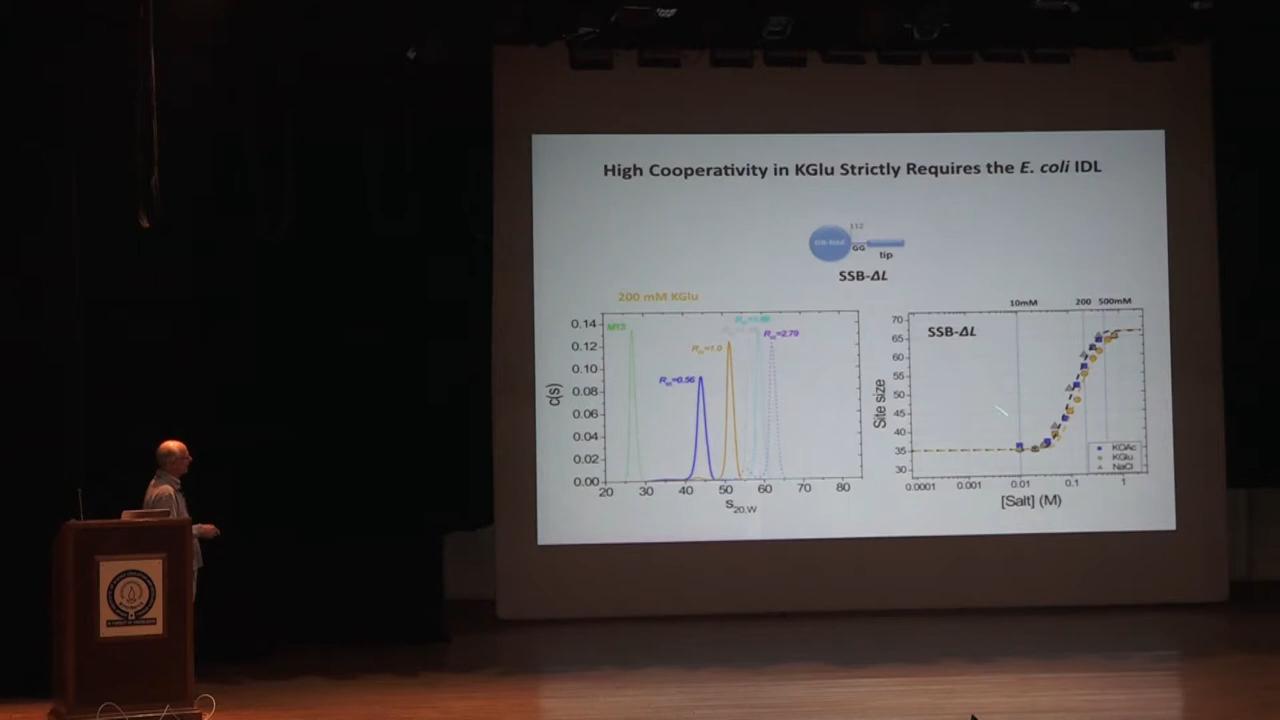 High Cooperativity in KGlu Strictly Requires the E. coli IDL
112
GG
tip
SSB-ΔL
200 mM KGlu
M13
=0.56
=1.0
=2.79
0.14
0.12
0.10
0.08
0.06
0.04
0.02
0.00
c(s)
20 30 40 50 60 70 80
S20,W
10mM 200 500mM
SSB-ΔL
70
65
60
55
50
45
40
35
30
Site size
KOAc
KGlu
NaCl
0.0001 0.001 0.01 0.1 1
[Salt] (M)